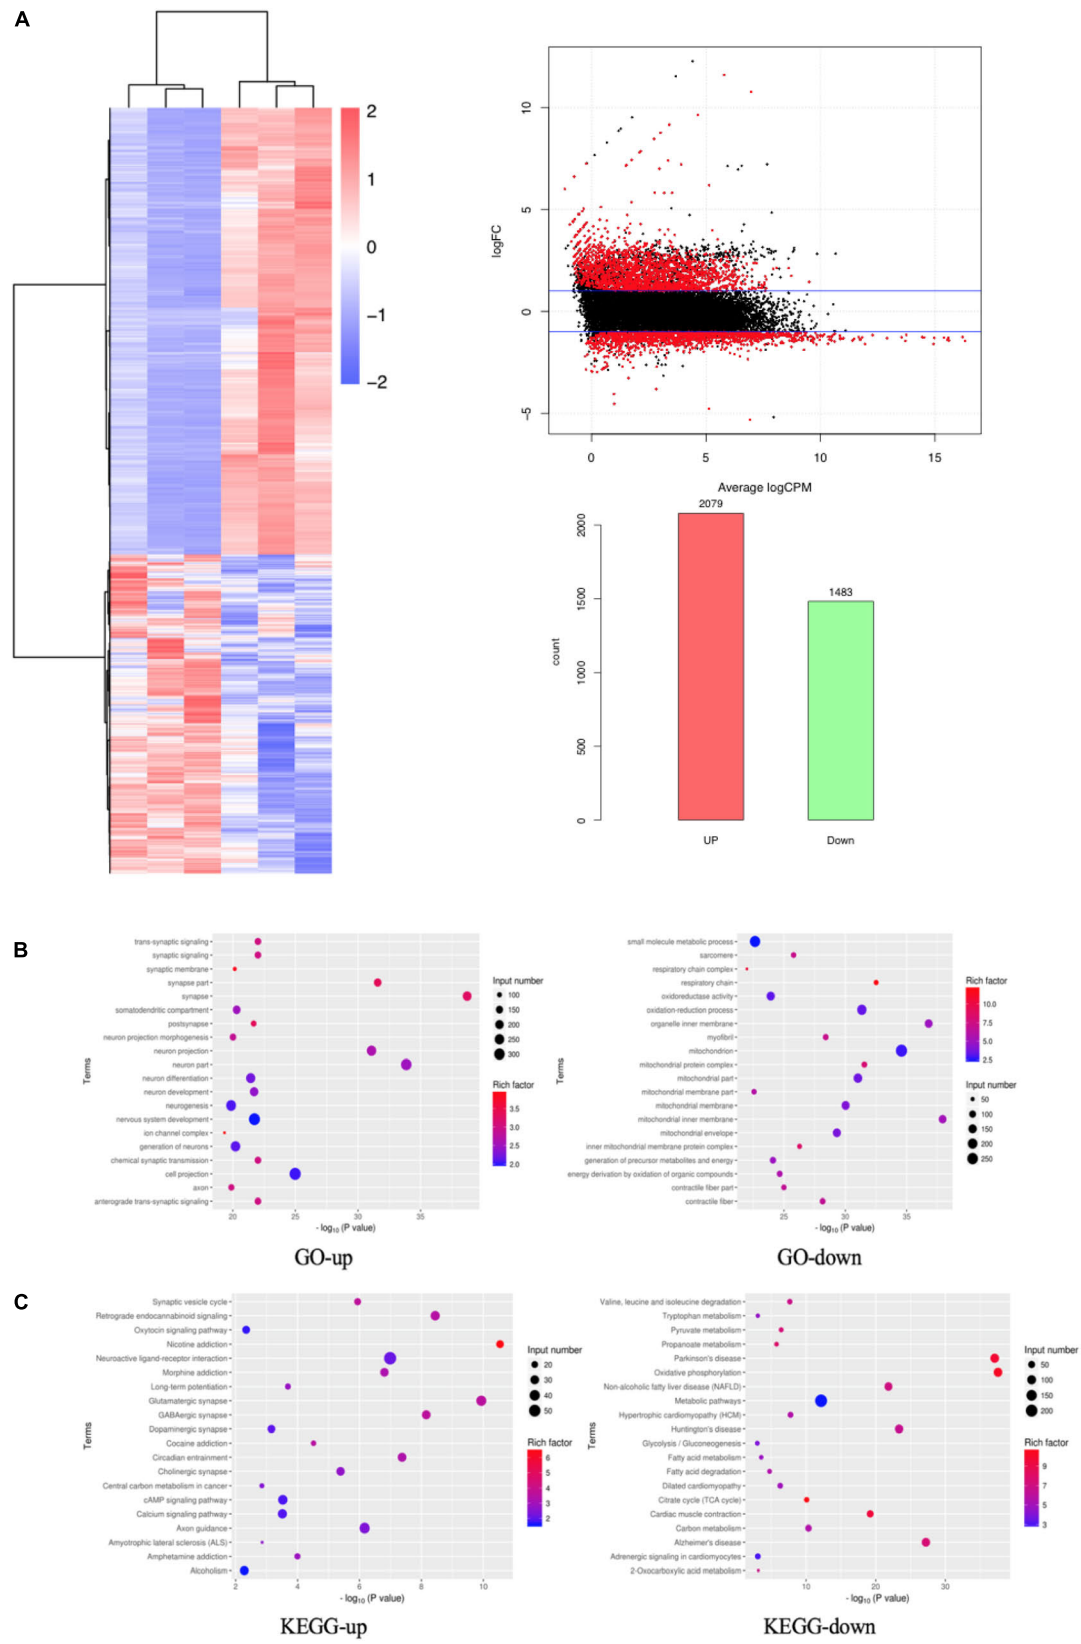 A
2
1
0
−1
−2
logFC
10
5
0
−5
0 5 10 15
Average logCPM
2079
1483
count
2000
1500
1000
500
0
UP Down
B
Terms
trans-synaptic signaling
synaptic signaling
synaptic membrane
synapse part
synapse
somatodendritic compartment
postsynapse
neuron projection morphogenesis
neuron projection
neuron part
neuron differentiation
neuron development
neurogenesis
nervous system development
ion channel complex
generation of neurons
chemical synaptic transmission
cell projection
axon
anterograde trans-synaptic signaling
20 25 30 35
- log10 (P value)
Input number
100
150
200
250
300
Rich factor
3.5
3.0
2.5
2.0
GO-up
Terms
small molecule metabolic process
sarcomere
respiratory chain complex
respiratory chain
oxidoreductase activity
oxidation-reduction process
organelle inner membrane
myofibril
mitochondrion
mitochondrial protein complex
mitochondrial part
mitochondrial membrane part
mitochondrial membrane
mitochondrial inner membrane
mitochondrial envelope
inner mitochondrial membrane protein complex
generation of precursor metabolites and energy
energy derivation by oxidation of organic compounds
contractile fiber part
contractile fiber
25 30 35
- log10 (P value)
Rich factor
10.0
7.5
5.0
2.5
Input number
50
100
150
200
250
GO-down
C
Terms
Synaptic vesicle cycle
Retrograde endocannabinoid signaling
Oxytocin signaling pathway
Nicotine addiction
Neuroactive ligand-receptor interaction
Morphine addiction
Long-term potentiation
Glutamatergic synapse
GABAergic synapse
Dopaminergic synapse
Cocaine addiction
Circadian entrainment
Cholinergic synapse
Central carbon metabolism in cancer
cAMP signaling pathway
Calcium signaling pathway
Axon guidance
Amyotrophic lateral sclerosis (ALS)
Amphetamine addiction
Alcoholism
2 4 6 8 10
- log10 (P value)
Input number
20
30
40
50
Rich factor
6
5
4
3
2
KEGG-up
Terms
Valine, leucine and isoleucine degradation
Tryptophan metabolism
Pyruvate metabolism
Propanoate metabolism
Parkinson's disease
Oxidative phosphorylation
Non-alcoholic fatty liver disease (NAFLD)
Metabolic pathways
Hypertrophic cardiomyopathy (HCM)
Huntington's disease
Glycolysis / Gluconeogenesis
Fatty acid metabolism
Fatty acid degradation
Dilated cardiomyopathy
Citrate cycle (TCA cycle)
Cardiac muscle contraction
Carbon metabolism
Alzheimer's disease
Adrenergic signaling in cardiomyocytes
2-Oxocarboxylic acid metabolism
10 20 30
- log10 (P value)
Input number
50
100
150
200
Rich factor
9
7
5
3
KEGG-down